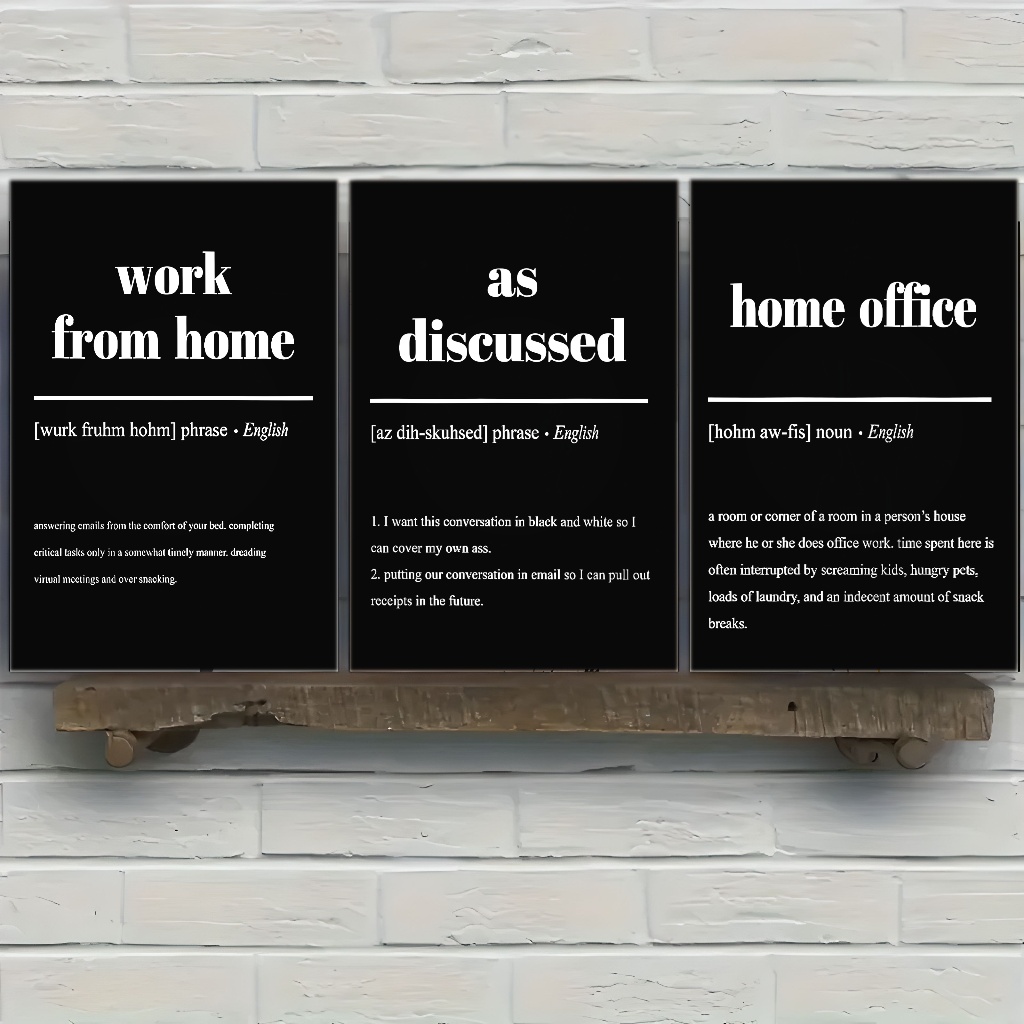 work
from home
[wurk fruhm hohm] phrase • English
answering emails from the comfort of your bed. completing
critical tasks only in a somewhat timely manner. dreading
virtual meetings and over snacking.
as
discussed
[az dih-skuhsed] phrase • English
1. I want this conversation in black and white so I
can cover my own ass.
2. putting our conversation in email so I can pull out
receipts in the future.
home office
[hohm aw-fis] noun • English
a room or corner of a room in a person's house
where he or she does office work. time spent here is
often interrupted by screaming kids, hungry pets,
loads of laundry, and an indecent amount of snack
breaks.